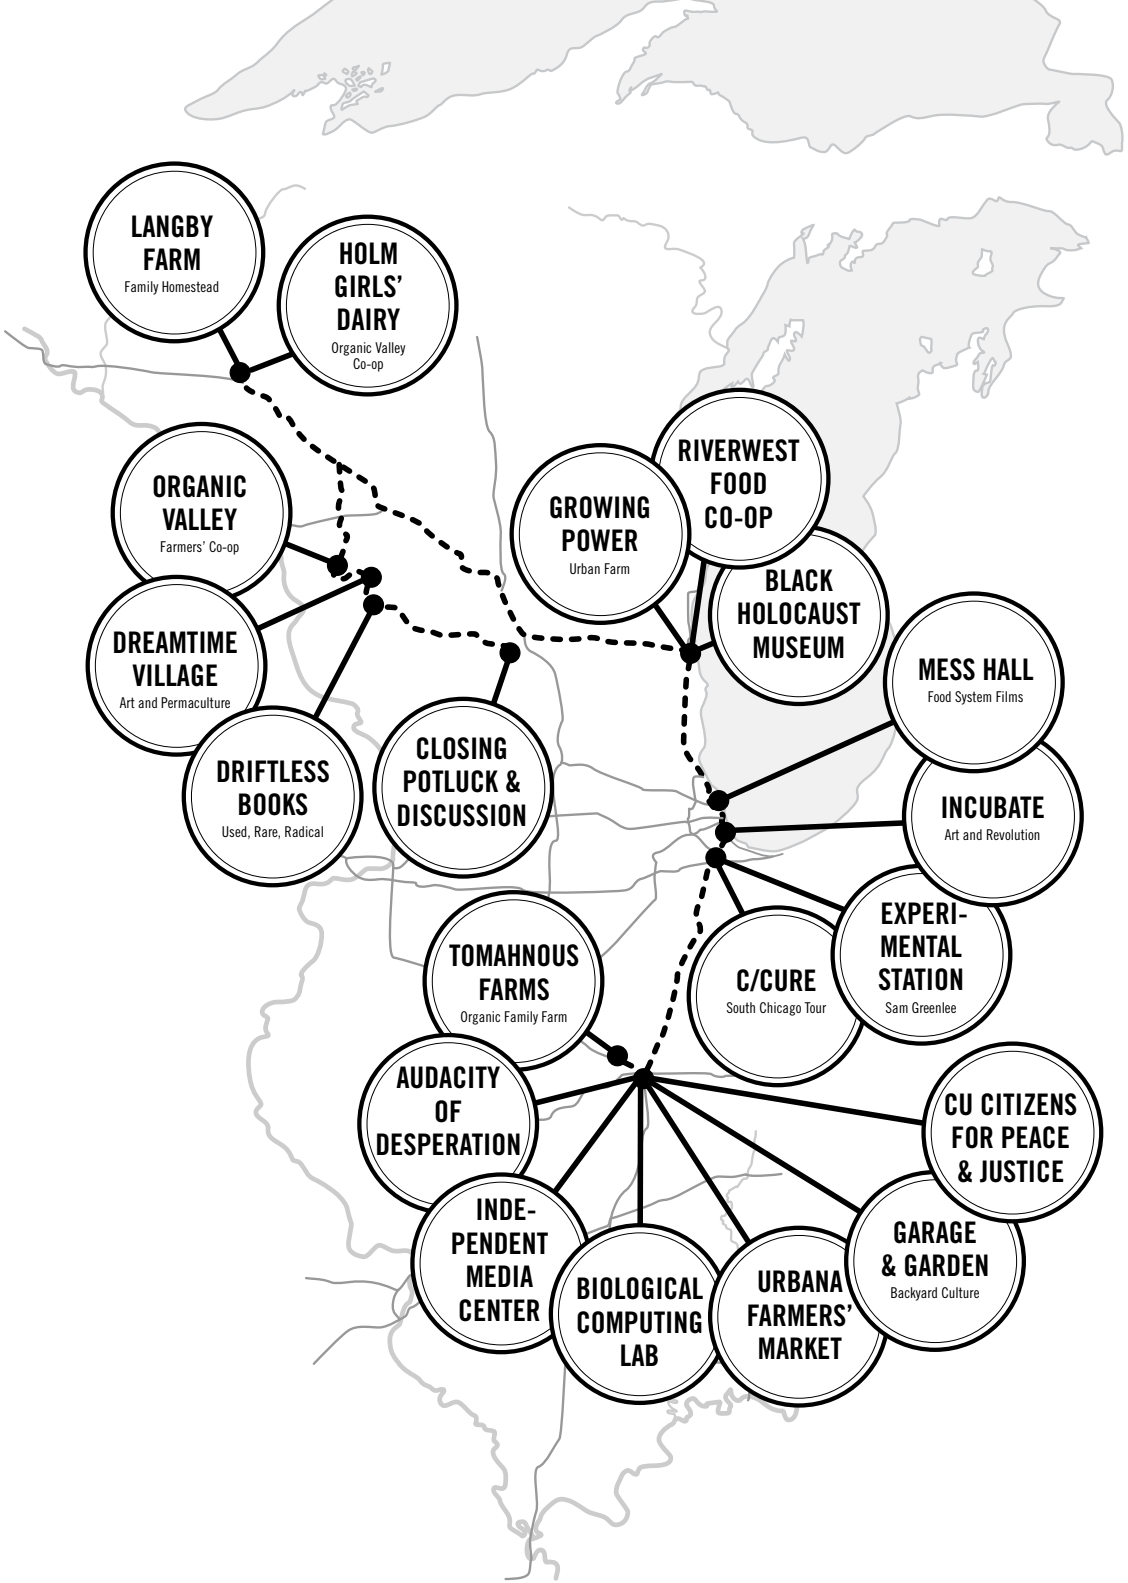 LANGBY
FARM
Family Homestead
HOLM
GIRLS’
DAIRY
Organic Valley
Co-op
ORGANIC
VALLEY
Farmers’ Co-op
DREAMTIME
VILLAGE
Art and Permaculture
DRIFTLESS
BOOKS
Used, Rare, Radical
CLOSING
POTLUCK &
DISCUSSION
GROWING
POWER
Urban Farm
RIVERWEST
FOOD
CO-OP
BLACK
HOLOCAUST
MUSEUM
MESS HALL
Food System Films
INCUBATE
Art and Revolution
EXPERI-
MENTAL
STATION
Sam Greenlee
C/CURE
South Chicago Tour
TOMAHNOUS
FARMS
Organic Family Farm
AUDACITY
OF
DESPERATION
INDE-
PENDENT
MEDIA
CENTER
BIOLOGICAL
COMPUTING
LAB
URBANA
FARMERS’
MARKET
GARAGE
& GARDEN
Backyard Culture
CU CITIZENS
FOR PEACE
& JUSTICE